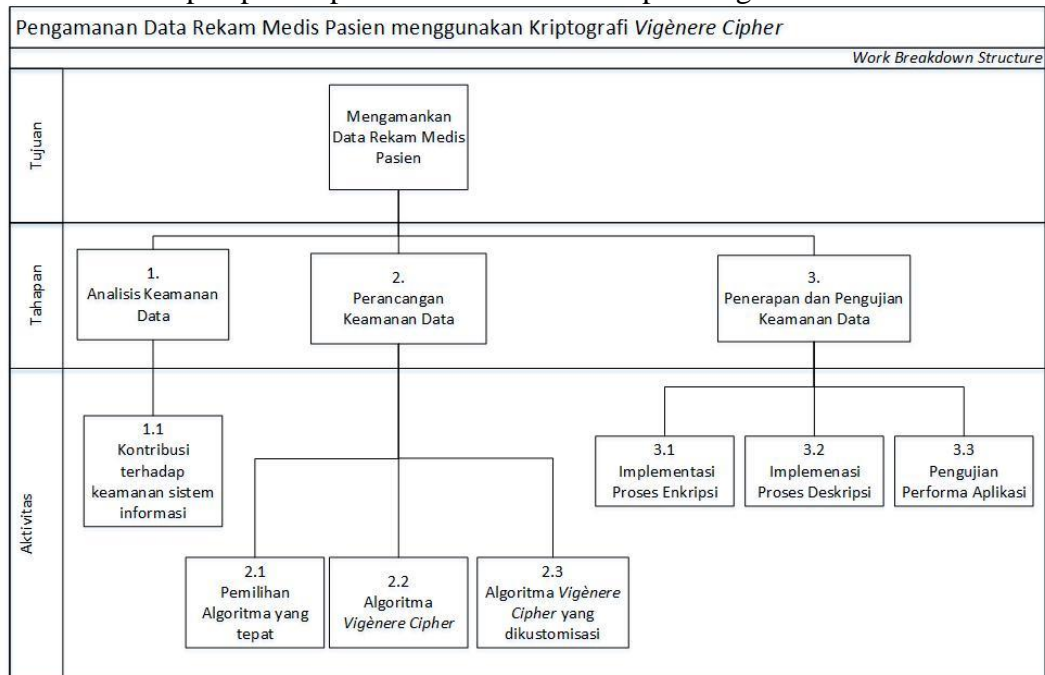 Pengamanan Data Rekam Medis Pasien menggunakan Kriptografi Vigènere Cipher
Work Breakdown Structure
Tujuan
Mengamankan
Data Rekam Medis
Pasien
Tahapan
1.
Analisis Keamanan
Data
2.
Perancangan
Keamanan Data
3.
Penerapan dan Pengujian
Keamanan Data
Aktivitas
1.1
Kontribusi
terhadap
keamanan sistem
informasi
2.1
Pemilihan
Algoritma yang
tepat
2.2
Algoritma
Vigènere Cipher
2.3
Algoritma Vigènere
Cipher yang
dikustomisasi
3.1
Implementasi
Proses Enkripsi
3.2
Implemenasi
Proses Deskripsi
3.3
Pengujian
Performa Aplikasi